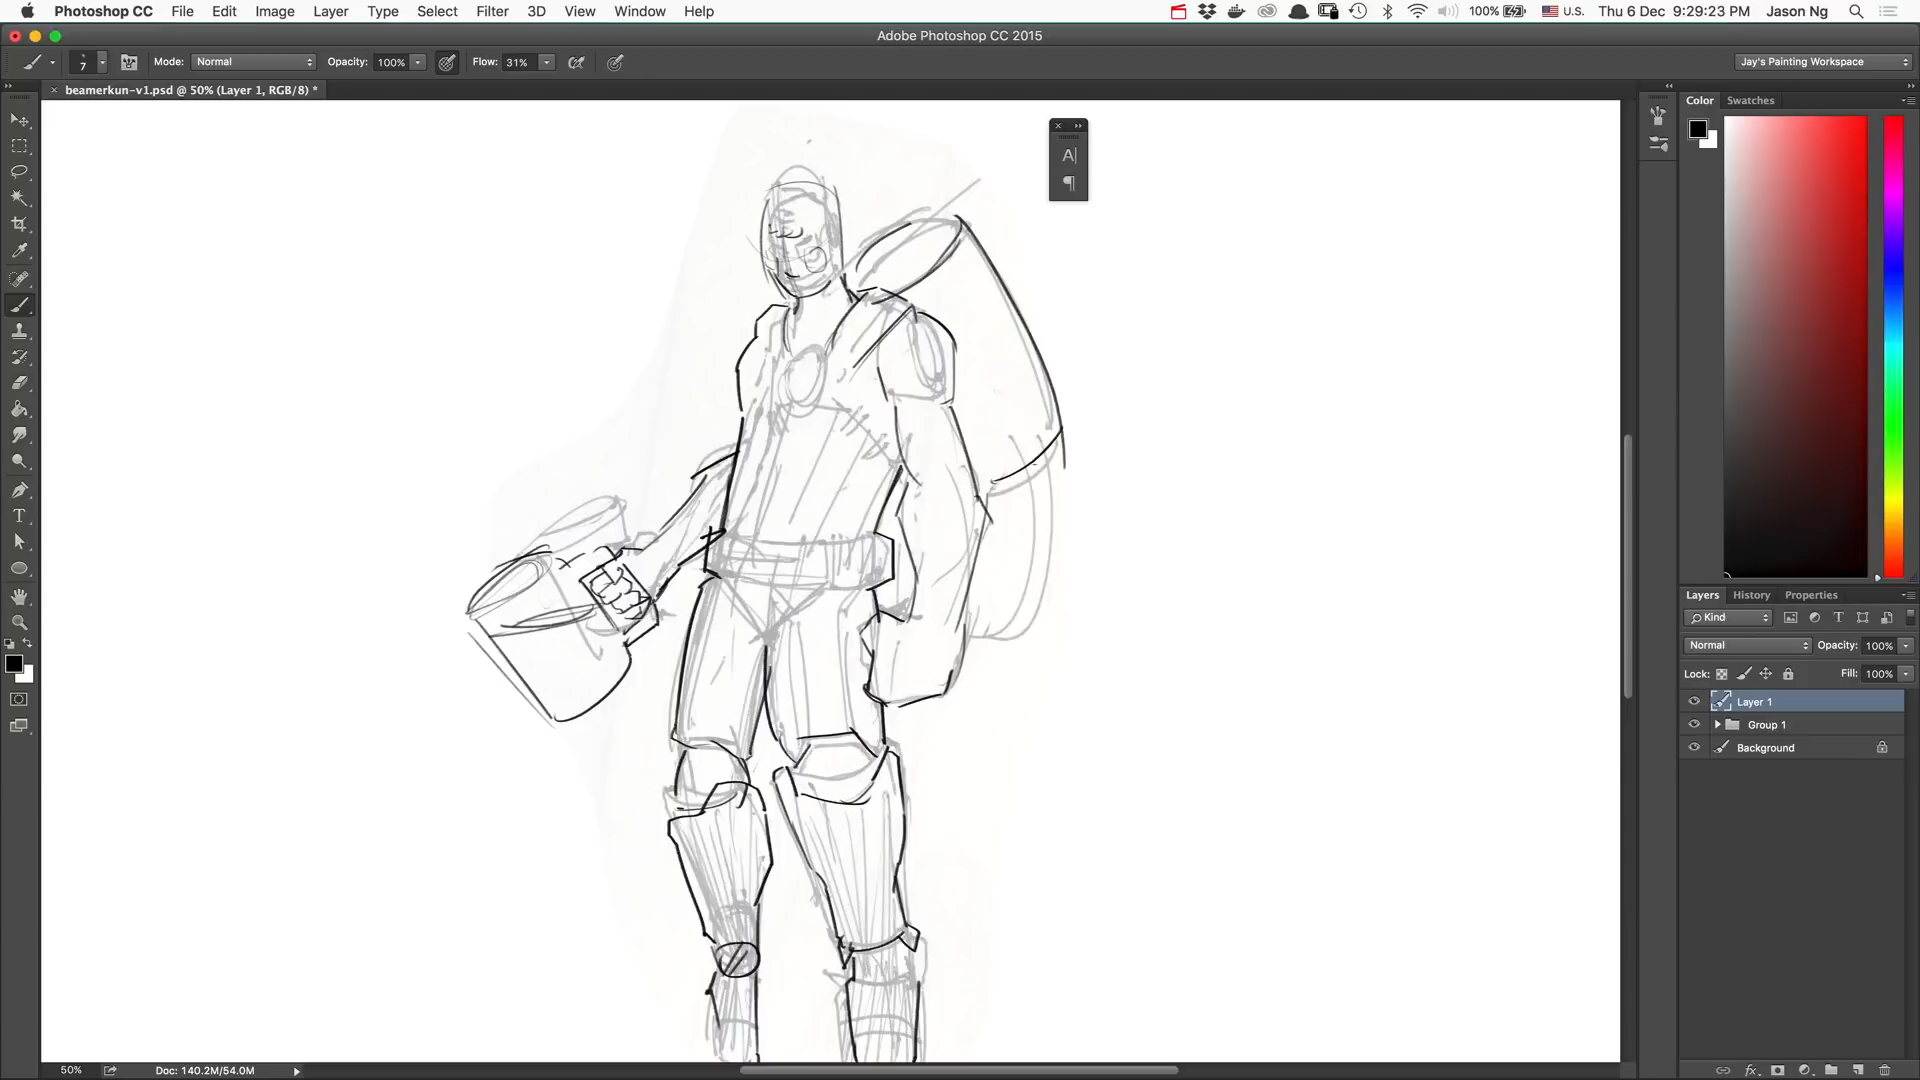 Photoshop CC File Edit Image Layer Type Select Filter 3D View Window Help 100% U.S. Thu 6 Dec 9:29:23 PM Jason Ng
Adobe Photoshop CC 2015
7 Mode: Normal Opacity: 100% Flow: 31% Jay's Painting Workspace
beamerkun-v1.psd @ 50% (Layer 1, RGB/8) *
Color Swatches
Layers History Properties
Kind
Normal Opacity: 100%
Lock: Fill: 100%
Layer 1
Group 1
Background
50% Doc: 140.2M/54.0M